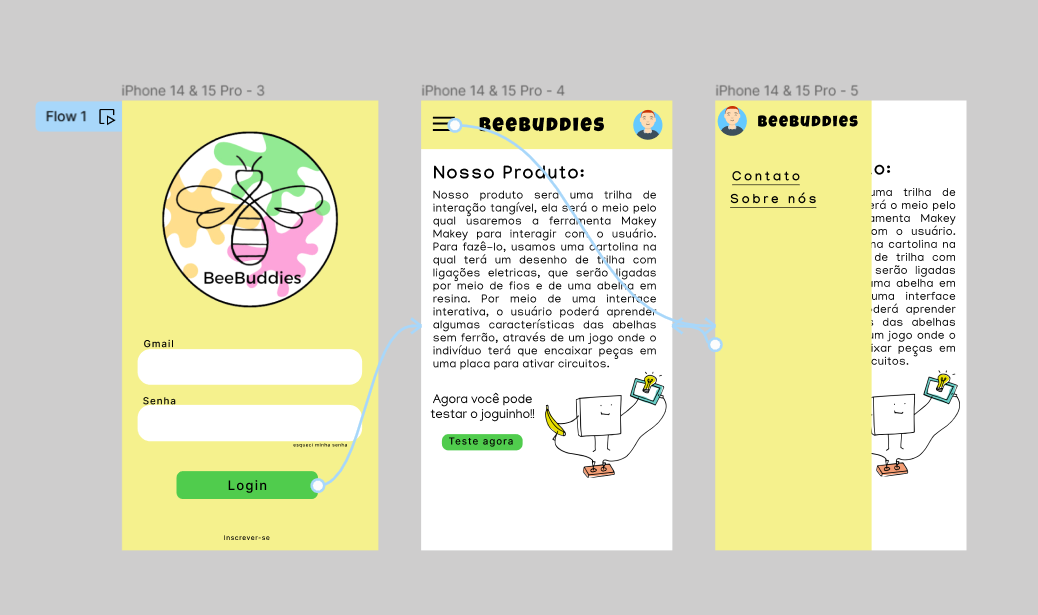 Flow 1
iPhone 14 & 15 Pro - 3
BeeBuddies
Gmail
Senha
esqueci minha senha
Login
Inscrever-se
iPhone 14 & 15 Pro - 4
BeeBuddies
Nosso Produto:
Nosso produto sera uma trilha de
interação tangível, ela será o meio pelo
qual usaremos a ferramenta Makey
Makey para interagir com o usuário.
Para fazê-lo, usamos uma cartolina na
qual terá um desenho de trilha com
ligações eletricas, que serão ligadas
por meio de fios e de uma abelha em
resina. Por meio de uma interface
interativa, o usuário poderá aprender
algumas características das abelhas
sem ferrão, através de um jogo onde o
indivíduo terá que encaixar peças em
uma placa para ativar circuitos.
Agora você pode
testar o joguinho!!
Teste agora
iPhone 14 & 15 Pro - 5
BeeBuddies
Contato
Sobre nós
o:
uma trilha de
erá o meio pelo
amenta Makey
om o usuário.
na cartolina na
de trilha com
serão ligadas
ma abelha em
uma interface
oderá aprender
s das abelhas
um jogo onde o
ixar peças em
cuitos.